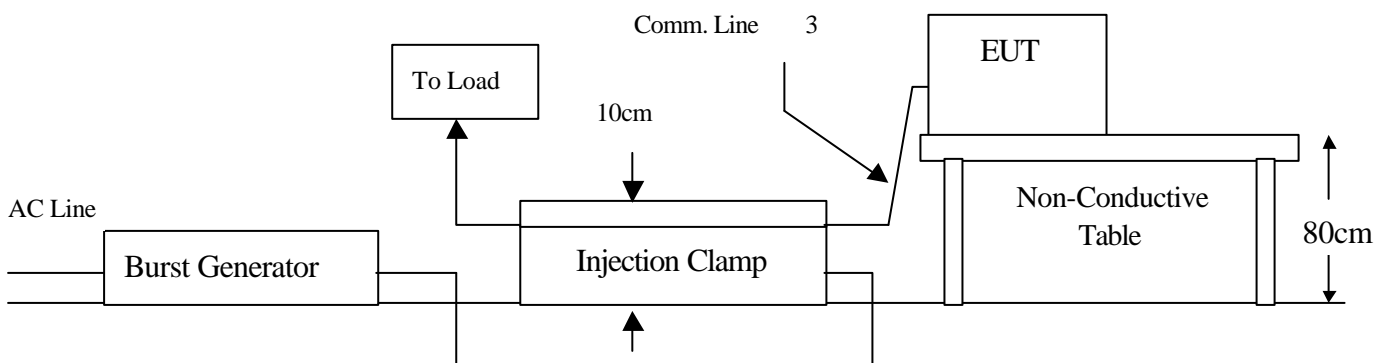 Comm. Line 3
EUT
To Load
10cm
AC Line
Non-Conductive
Table
80cm
Burst Generator
Injection Clamp